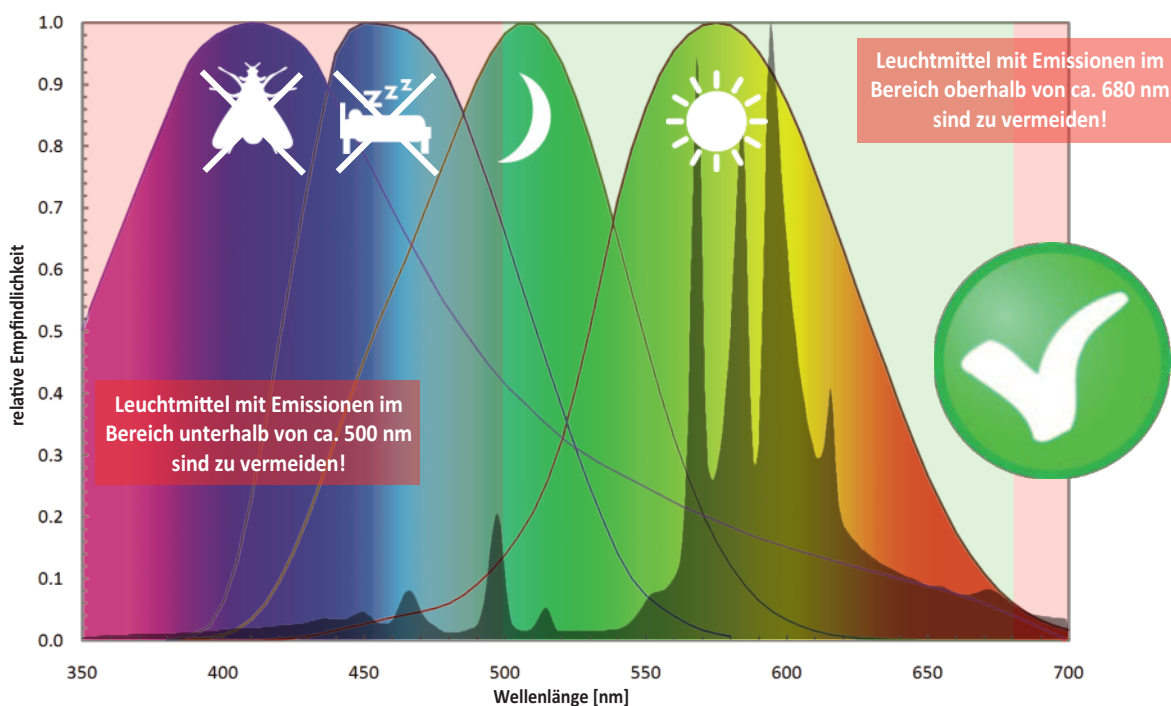 1.0
0.9
0.8
0.7
0.6
0.5
0.4
0.3
0.2
0.1
0.0
relative Empfindlichkeit
zzz
Leuchtmittel mit Emissionen im
Bereich oberhalb von ca. 680 nm
sind zu vermeiden!
Leuchtmittel mit Emissionen im
Bereich unterhalb von ca. 500 nm
sind zu vermeiden!
350 400 450 500 550 600 650 700
Wellenlänge [nm]